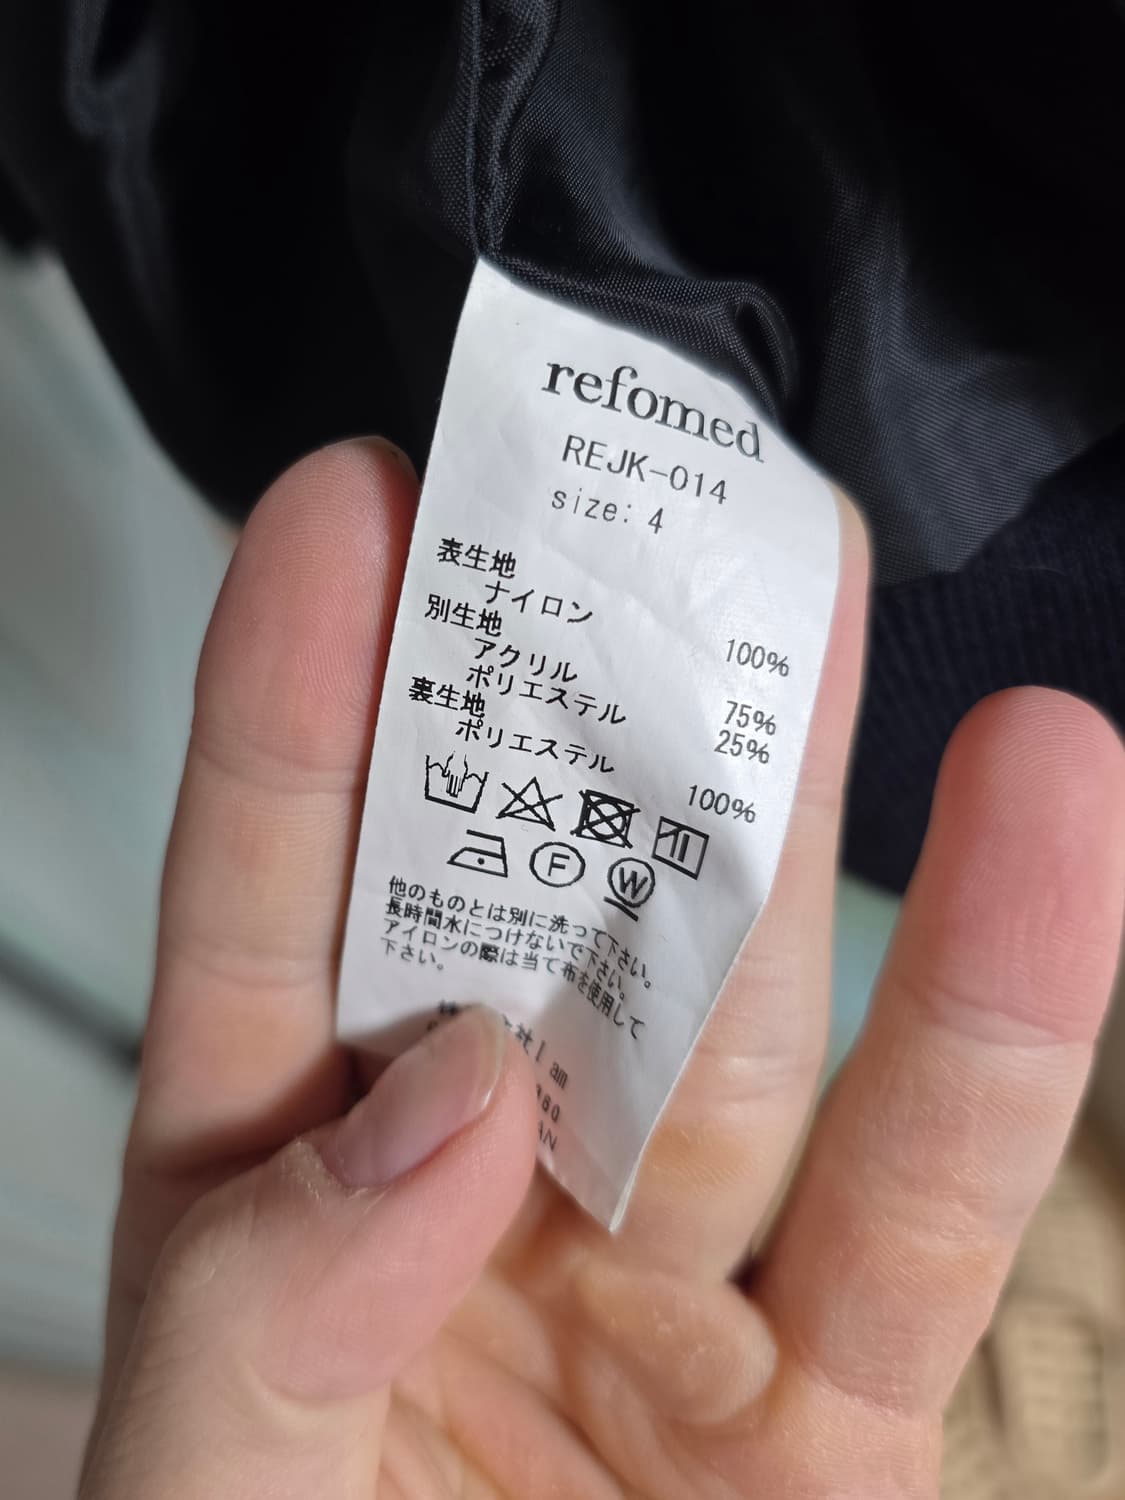 refomed
REJK-014
size: 4
表生地
ナイロン 100%
別生地
アクリル 75%
ポリエステル 25%
裏生地
ポリエステル 100%
F W
他のものとは別に洗って下さい。
長時間水につけないで下さい。
アイロンの際は当て布を使用して
下さい。
社I am